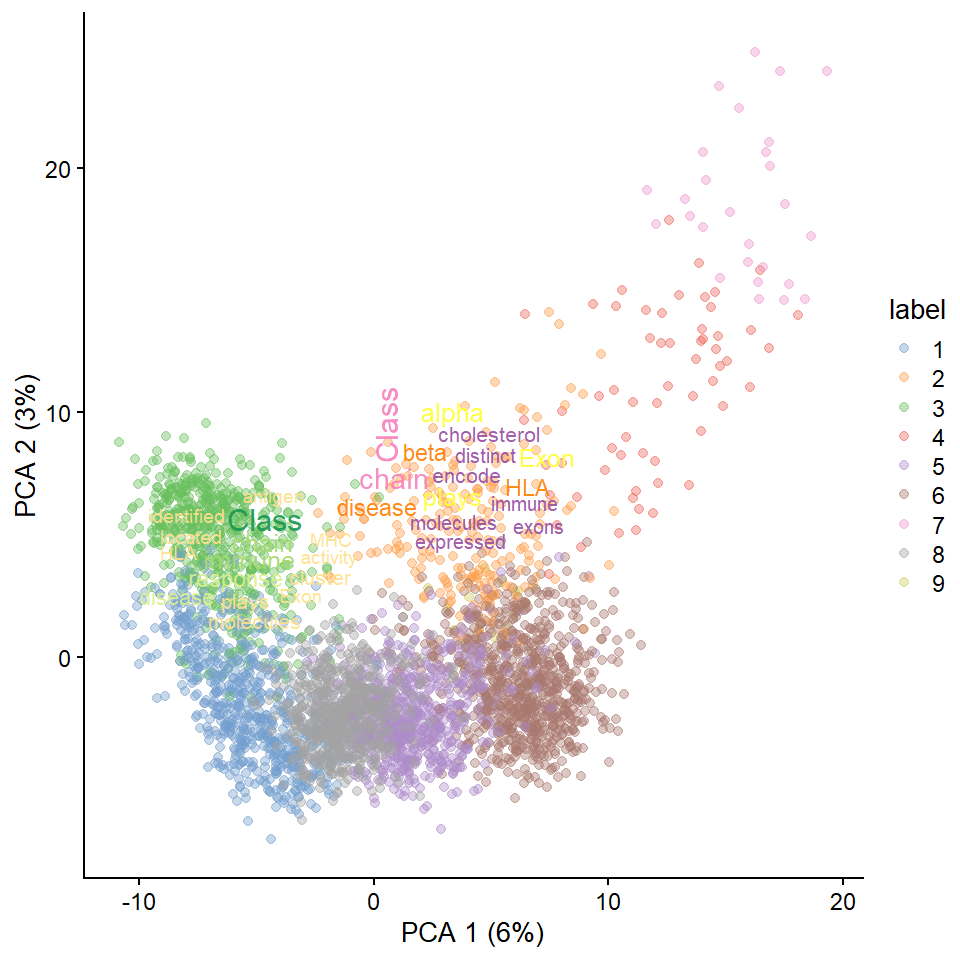 20
10
0
-10
0
10
20
PCA 2 (3%)
PCA 1 (6%)
Class
alpha
cholesterol
beta
distinct
Exon
chain
encode
HLA
plays
immune
disease
molecules
exons
expressed
antigen
identified
Class
located
MHC
HLA
activity
immune
response
cluster
disease
plays
Exon
molecules
label
1
2
3
4
5
6
7
8
9